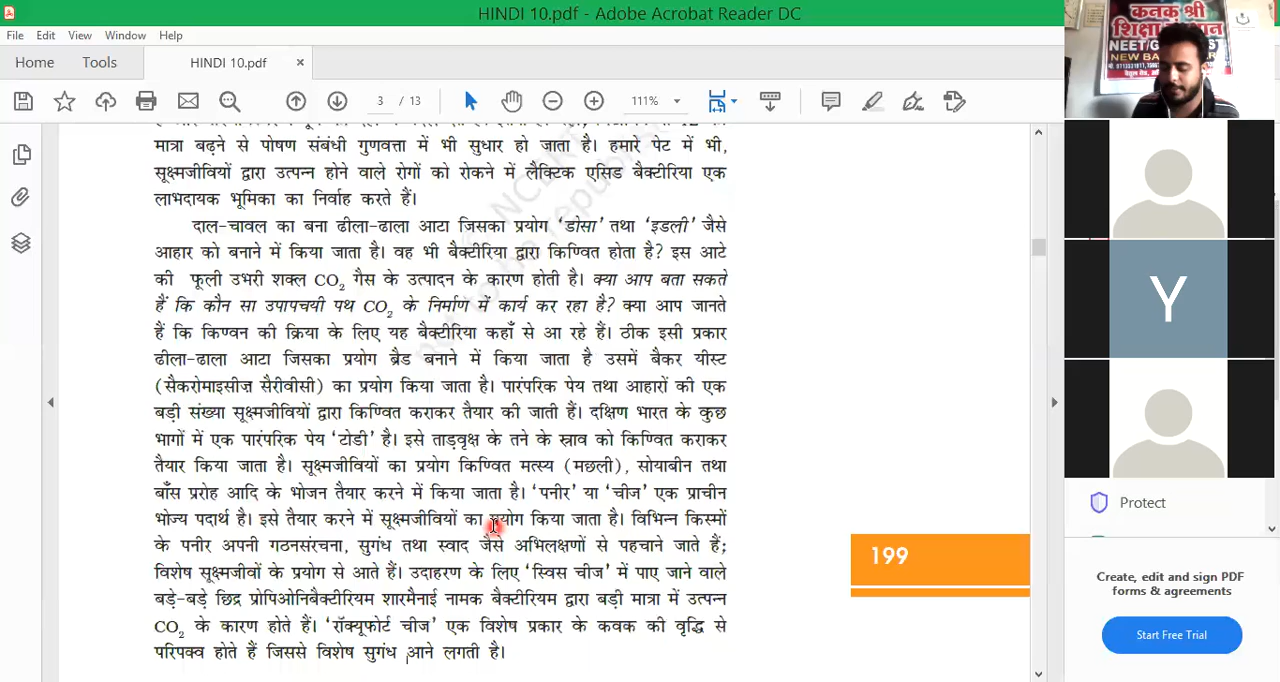 HINDI 10.pdf - Adobe Acrobat Reader DC
File Edit View Window Help
Home Tools HINDI 10.pdf ×
3 / 13 111%
मात्रा बढ़ने से पोषण संबंधी गुणवत्ता में भी सुधार हो जाता है। हमारे पेट में भी,
सूक्ष्मजीवियों द्वारा उत्पन्न होने वाले रोगों को रोकने में लैक्टिक एसिड बैक्टीरिया एक
लाभदायक भूमिका का निर्वाह करते हैं।
दाल-चावल का बना ढीला-ढाला आटा जिसका प्रयोग 'डोसा' तथा 'इडली' जैसे
आहार को बनाने में किया जाता है। वह भी बैक्टीरिया द्वारा किण्वित होता है? इस आटे
की फूली उभरी शक्ल CO₂ गैस के उत्पादन के कारण होती है। क्या आप बता सकते
हैं कि कौन सा उपापचयी पथ CO₂ के निर्माण में कार्य कर रहा है? क्या आप जानते
हैं कि किण्वन की क्रिया के लिए यह बैक्टीरिया कहाँ से आ रहे हैं। ठीक इसी प्रकार
ढीला-ढाला आटा जिसका प्रयोग ब्रैड बनाने में किया जाता है उसमें बैकर यीस्ट
(सैकरोमाइसीज़ सैरीवीसी) का प्रयोग किया जाता है। पारंपरिक पेय तथा आहारों की एक
बड़ी संख्या सूक्ष्मजीवियों द्वारा किण्वित कराकर तैयार की जाती हैं। दक्षिण भारत के कुछ
भागों में एक पारंपरिक पेय 'टोडी' है। इसे ताड़वृक्ष के तने के स्राव को किण्वित कराकर
तैयार किया जाता है। सूक्ष्मजीवियों का प्रयोग किण्वित मत्स्य (मछली), सोयाबीन तथा
बाँस प्ररोह आदि के भोजन तैयार करने में किया जाता है। 'पनीर' या 'चीज' एक प्राचीन
भोज्य पदार्थ है। इसे तैयार करने में सूक्ष्मजीवियों का प्रयोग किया जाता है। विभिन्न किस्मों
के पनीर अपनी गठनसंरचना, सुगंध तथा स्वाद जैसे अभिलक्षणों से पहचाने जाते हैं;
विशेष सूक्ष्मजीवों के प्रयोग से आते हैं। उदाहरण के लिए 'स्विस चीज' में पाए जाने वाले
बड़े-बड़े छिद्र प्रोपिओनिबैक्टीरियम शारमैनाई नामक बैक्टीरियम द्वारा बड़ी मात्रा में उत्पन्न
CO₂ के कारण होते हैं। 'रॉक्यूफोर्ट चीज' एक विशेष प्रकार के कवक की वृद्धि से
परिपक्व होते हैं जिससे विशेष सुगंध आने लगती है।
199
कनक श्री
NEW
Y
Protect
Create, edit and sign PDF
forms & agreements
Start Free Trial